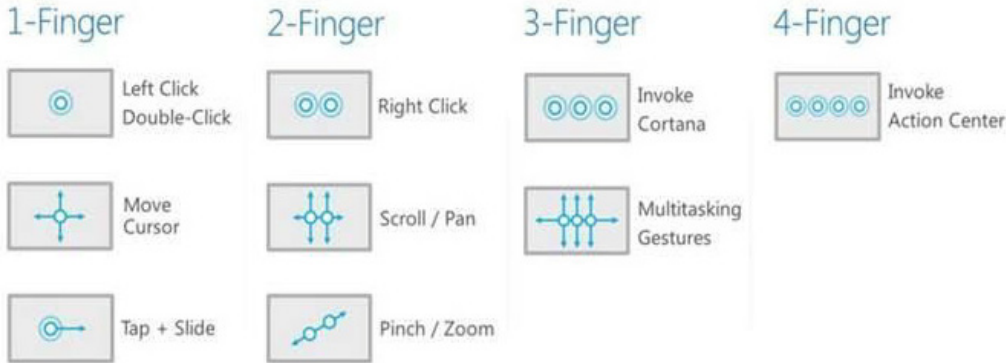 1-Finger
2-Finger
3-Finger
4-Finger
Left Click
Double-Click
Right Click
Invoke
Cortana
Invoke
Action Center
Move
Cursor
Scroll / Pan
Multitasking
Gestures
Tap + Slide
Pinch / Zoom